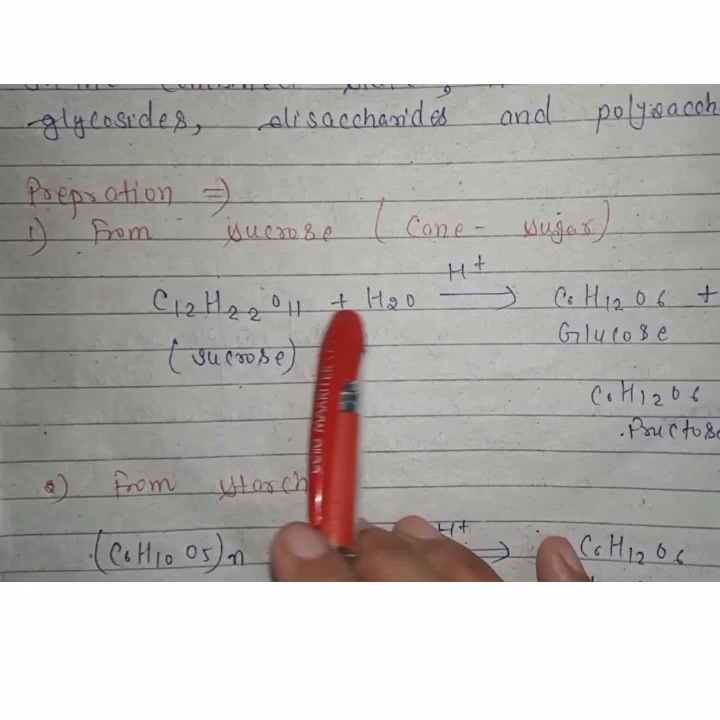 glycosides, disaccharides and polysacch
Prepration ⇒
1) From sucrose ( Cane - sugar)
C12H22O11 + H2O H+ → C6H12O6 +
(sucrose) Glucose
C6H12O6
Fructose
2) From starch
(C6H10O5)n H+ → C6H12O6